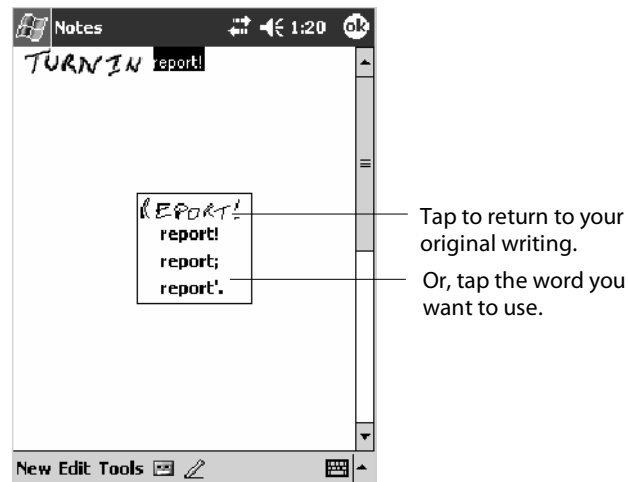 Notes 1:20 ok
TURN IN report!
REPORT!
report!
report;
report'.
Tap to return to your
original writing.
Or, tap the word you
want to use.
New Edit Tools